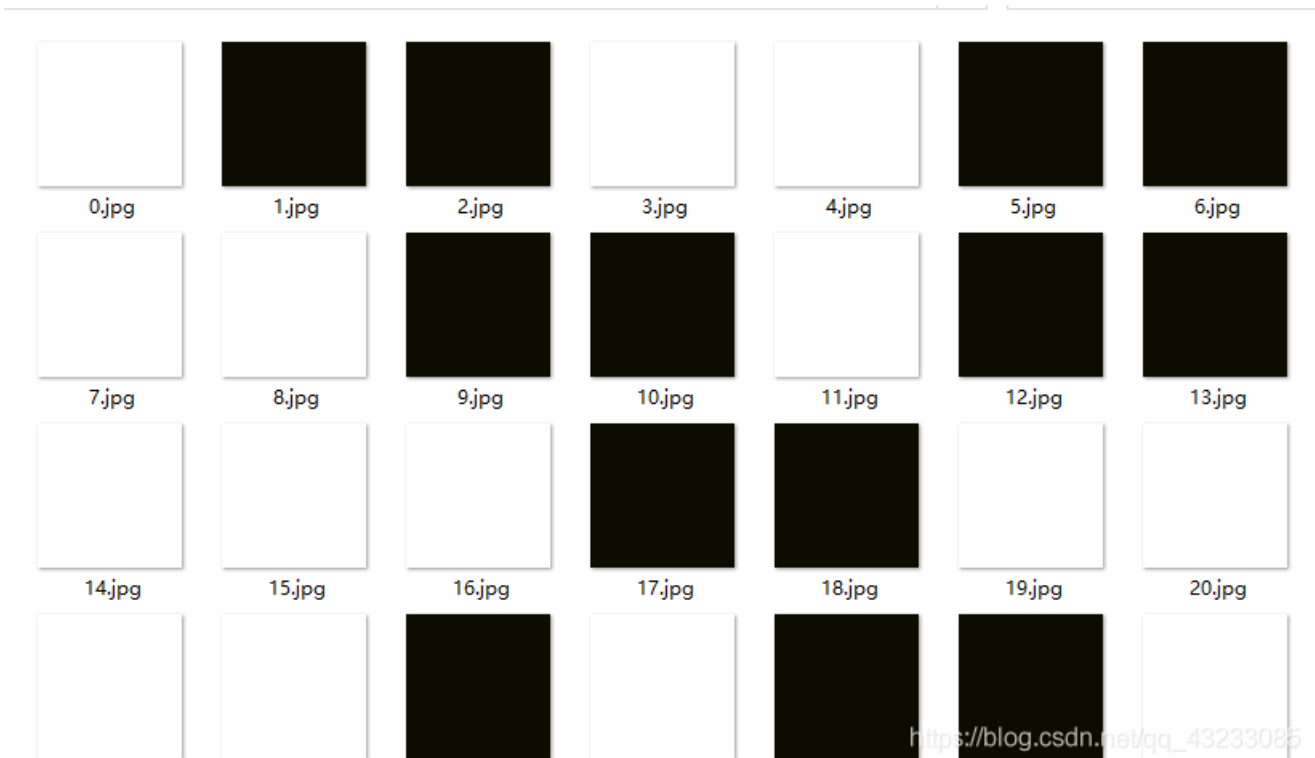 0.jpg 1.jpg 2.jpg 3.jpg 4.jpg 5.jpg 6.jpg
7.jpg 8.jpg 9.jpg 10.jpg 11.jpg 12.jpg 13.jpg
14.jpg 15.jpg 16.jpg 17.jpg 18.jpg 19.jpg 20.jpg
https://blog.csdn.net/qq_43233085